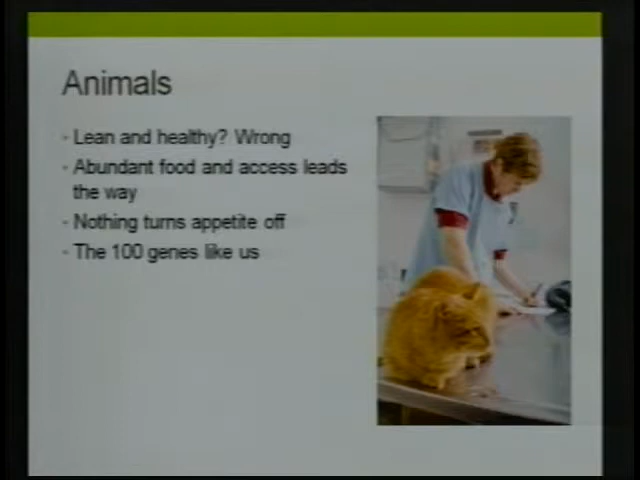 Animals
- Lean and healthy? Wrong
- Abundant food and access leads
the way
- Nothing turns appetite off
- The 100 genes like us